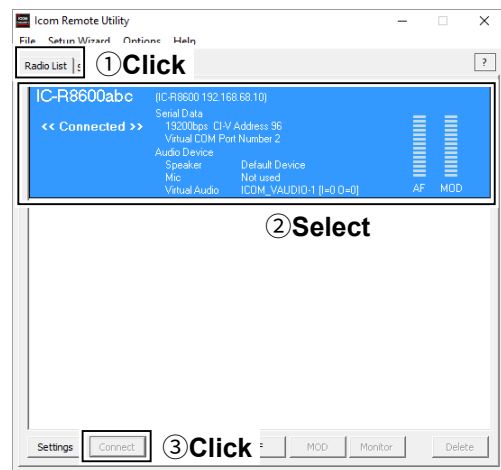 Icom Remote Utility
File Setup Wizard Options Help
Radio List
①Click
?
IC-R8600abc (IC-R8600 192.168.68.10)
<< Connected >>
Serial Data
19200bps CI-V Address 96
Virtual COM Port Number 2
Audio Device
Speaker Default Device
Mic Not used
Virtual Audio ICOM_VAUDIO-1 [I=0 O=0]
AF MOD
②Select
Settings Connect ③Click MOD Monitor Delete